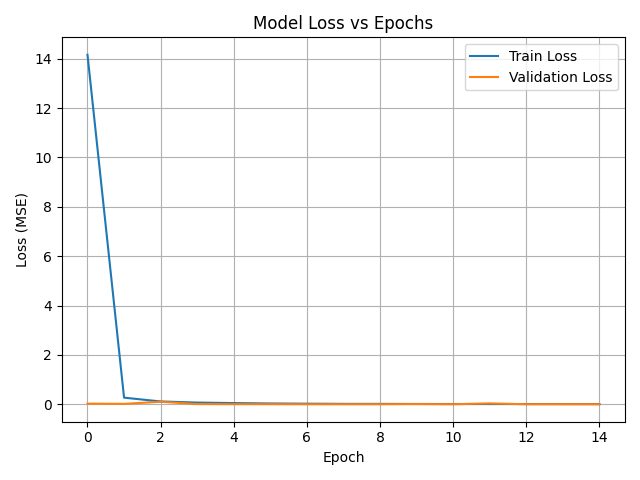 Model Loss vs Epochs
Train Loss
Validation Loss
14
12
10
8
6
4
2
0
Loss (MSE)
0 2 4 6 8 10 12 14
Epoch